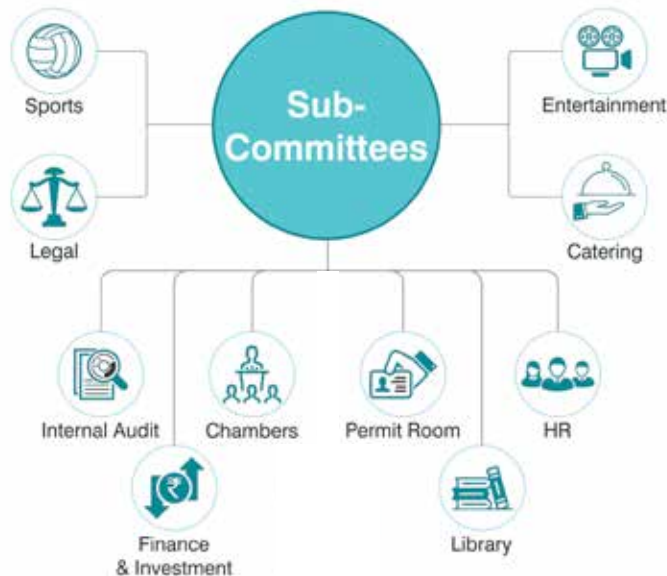 Sub-
Committees
Sports
Entertainment
Legal
Catering
Internal Audit
Chambers
Permit Room
HR
Finance
& Investment
Library